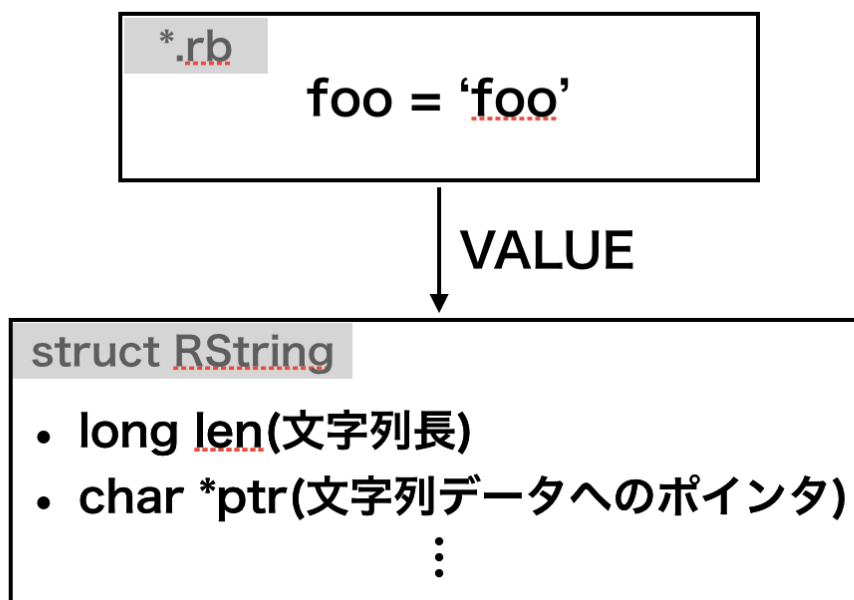 *.rb
foo = ‘foo’
VALUE
struct RString
• long len(文字列長)
• char *ptr(文字列データへのポインタ)
⋮